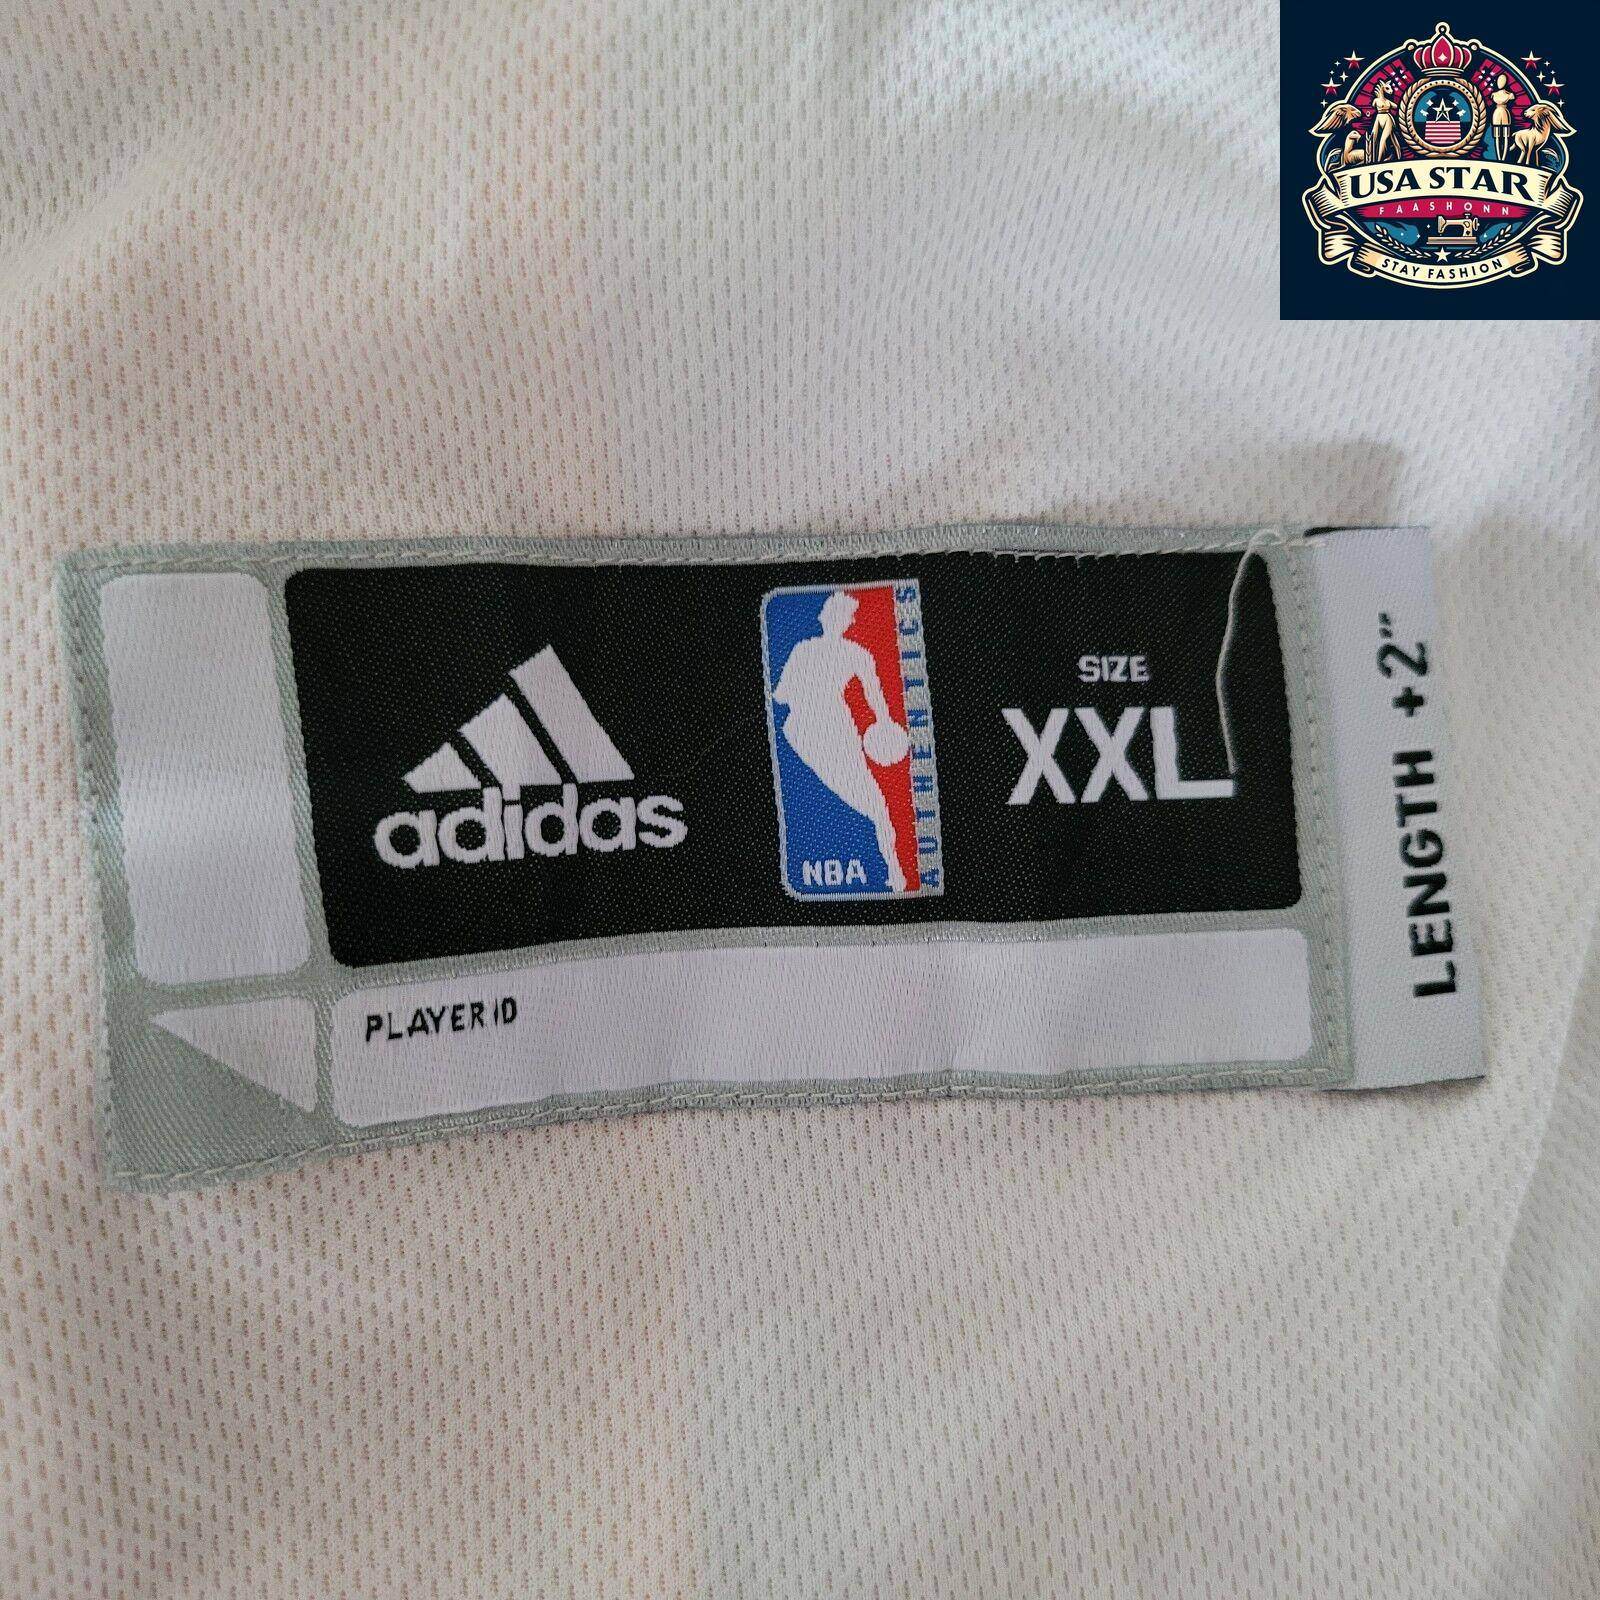 USA STAR
FAASHONN
STAY FASHION
adidas
NBA
AUTHENTICS
SIZE
XXL
LENGTH +2"
PLAYER ID